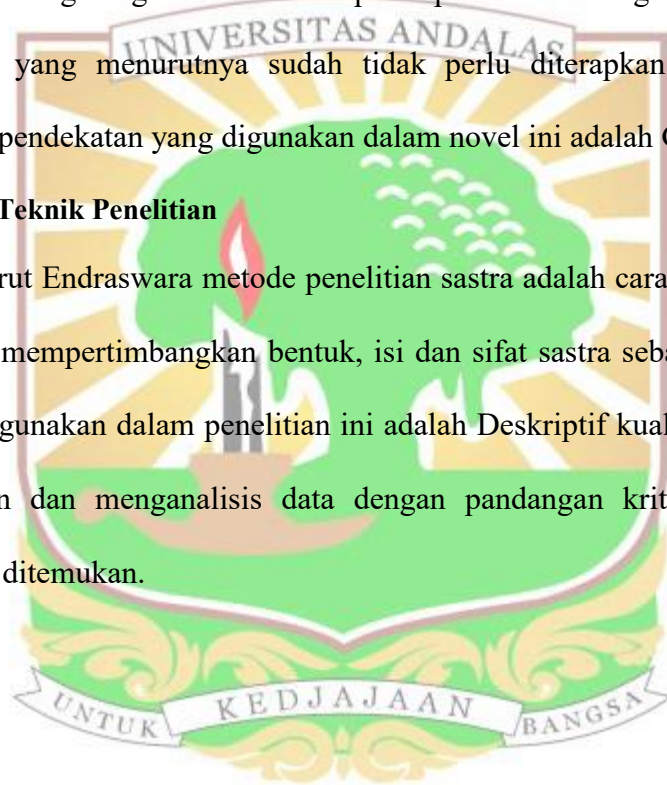 UNIVERSITAS ANDALAS
yang menurutnya sudah tidak perlu diterapkan
pendekatan yang digunakan dalam novel ini adalah
Teknik Penelitian
rut Endraswara metode penelitian sastra adalah cara
mempertimbangkan bentuk, isi dan sifat sastra seba
gunakan dalam penelitian ini adalah Deskriptif kual
n dan menganalisis data dengan pandangan krit
ditemukan.
UNTUK KEDJAJAAN BANGSA